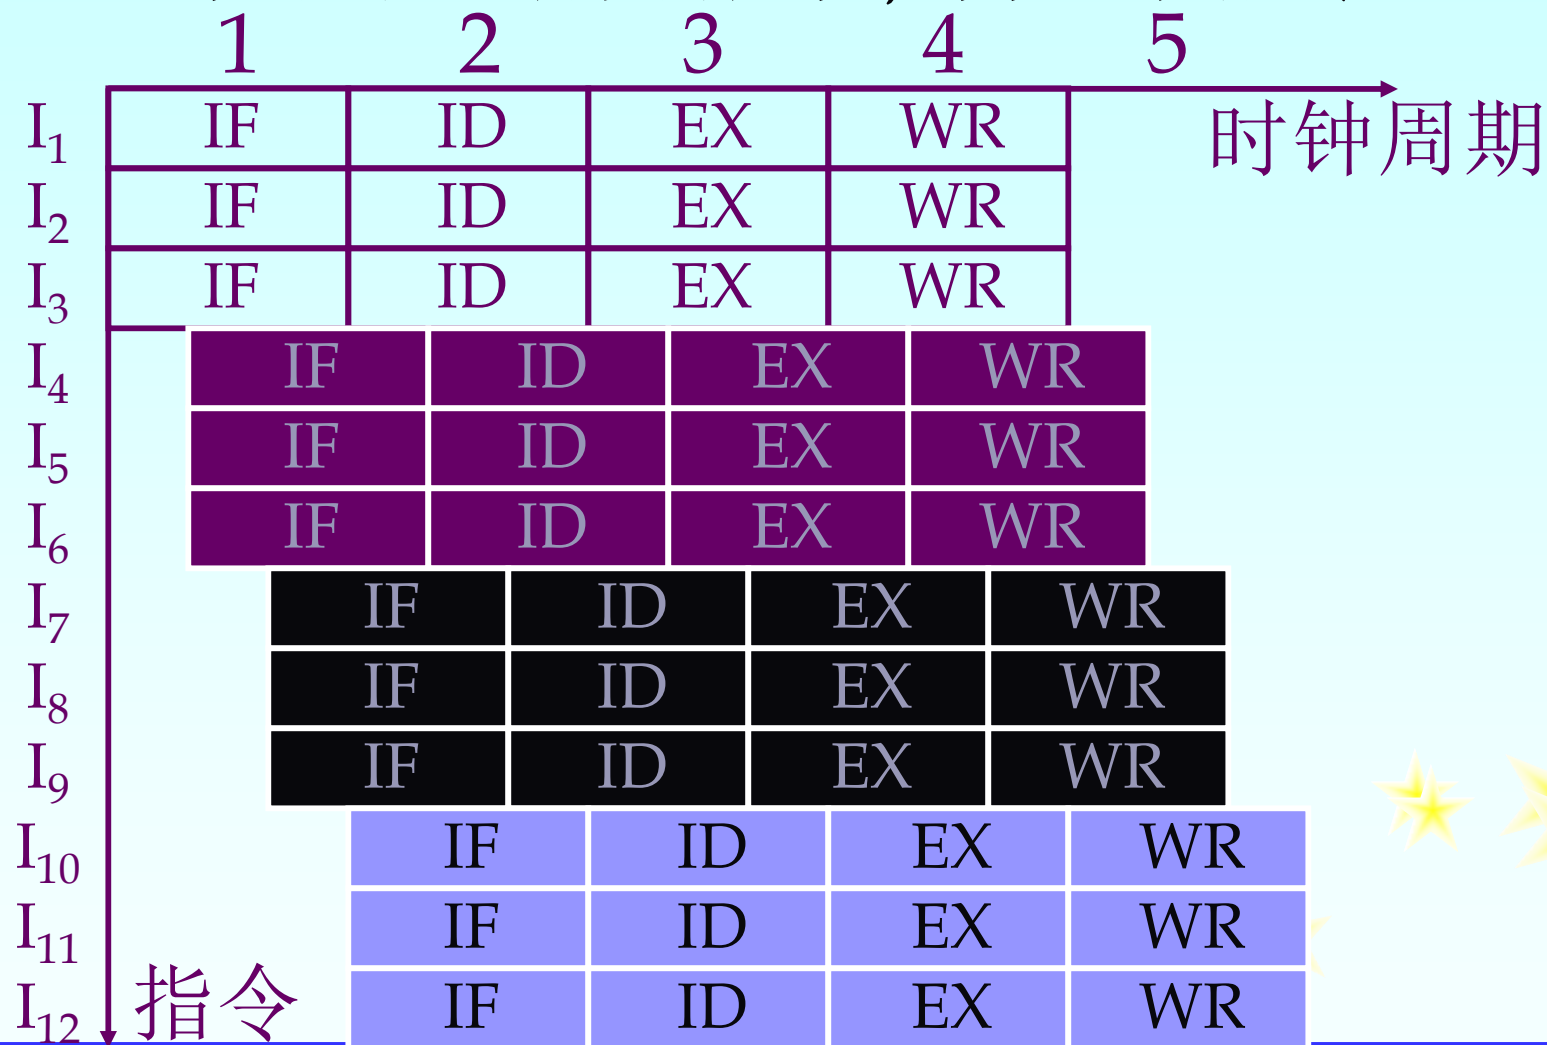 1 2 3 4 5
I1 IF ID EX WR 时钟周期
I2 IF ID EX WR
I3 IF ID EX WR
I4 IF ID EX WR
I5 IF ID EX WR
I6 IF ID EX WR
I7 IF ID EX WR
I8 IF ID EX WR
I9 IF ID EX WR
I10 IF ID EX WR
I11 IF ID EX WR
I12 指令 IF ID EX WR